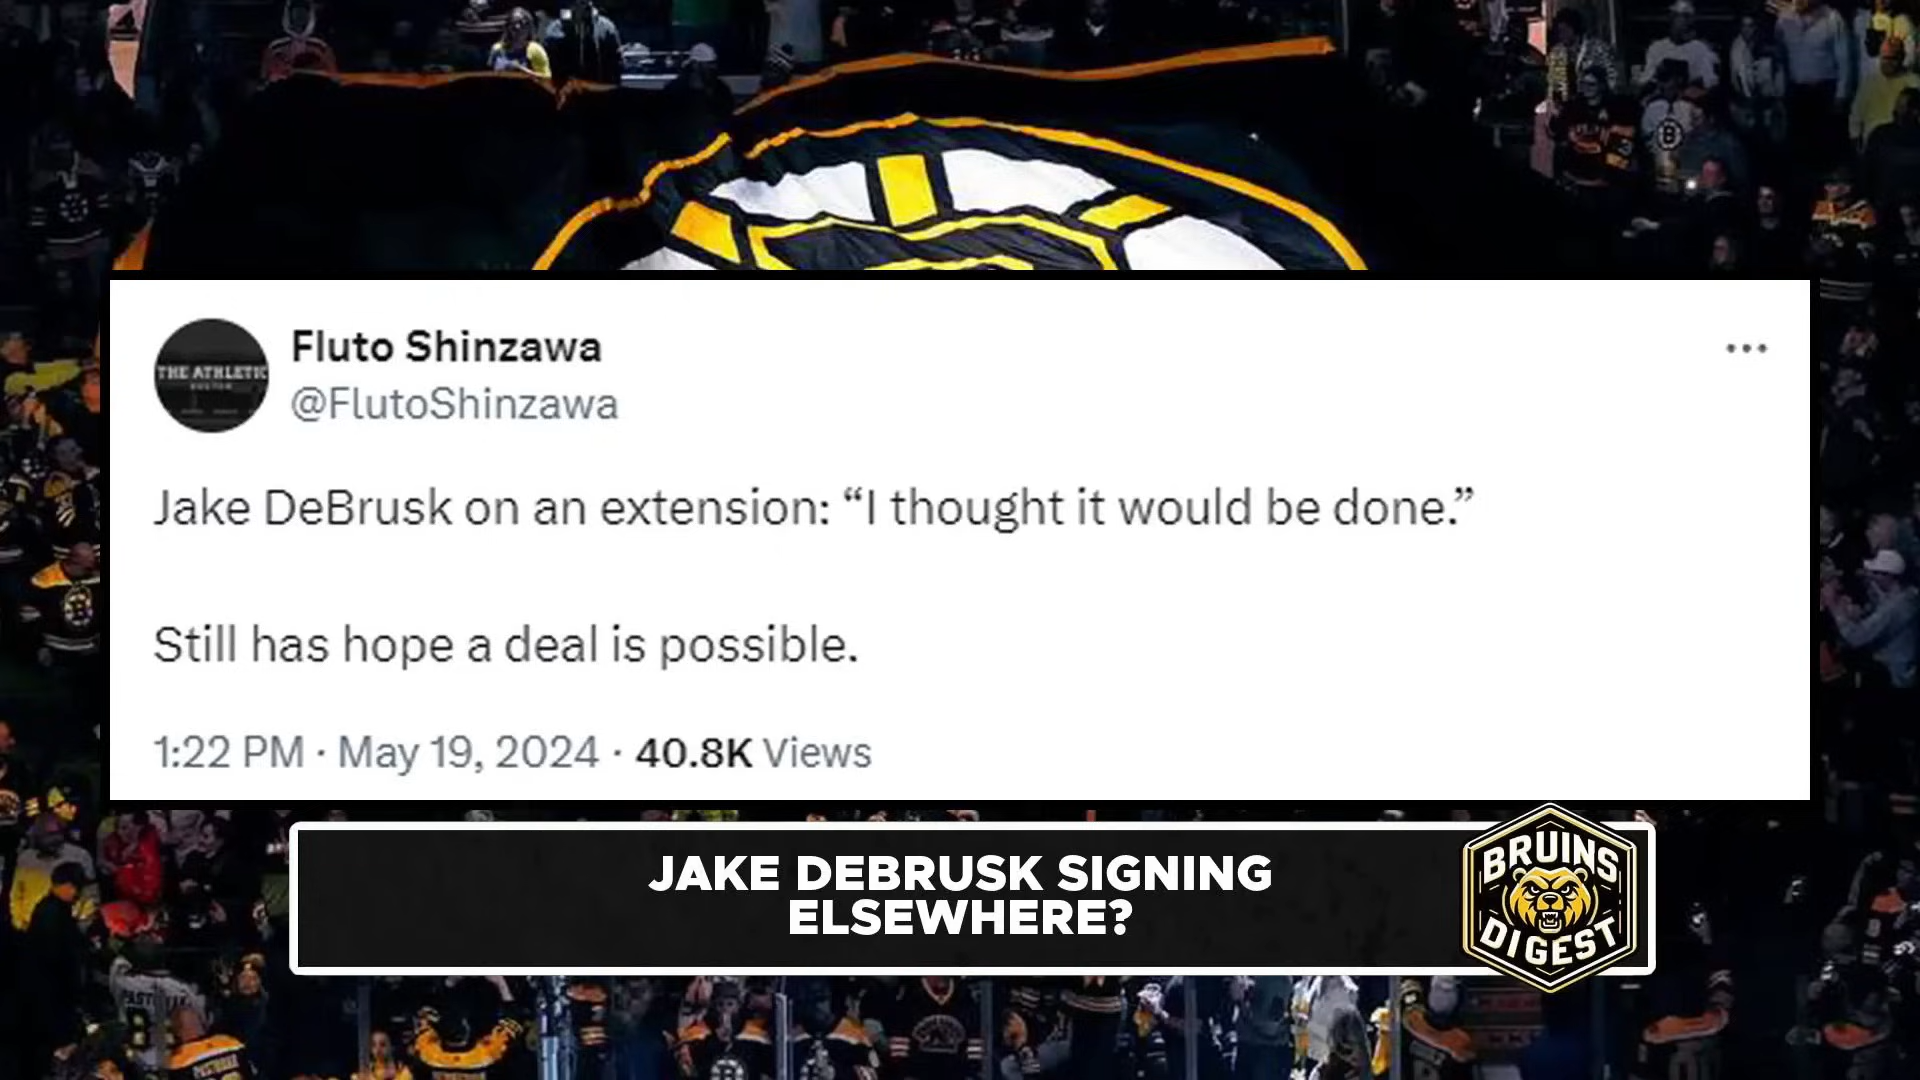 THE ATHLETIC
BOSTON
Fluto Shinzawa
@FlutoShinzawa
Jake DeBrusk on an extension: “I thought it would be done.”
Still has hope a deal is possible.
1:22 PM · May 19, 2024 · 40.8K Views
JAKE DEBRUSK SIGNING
ELSEWHERE?
BRUINS
DIGEST